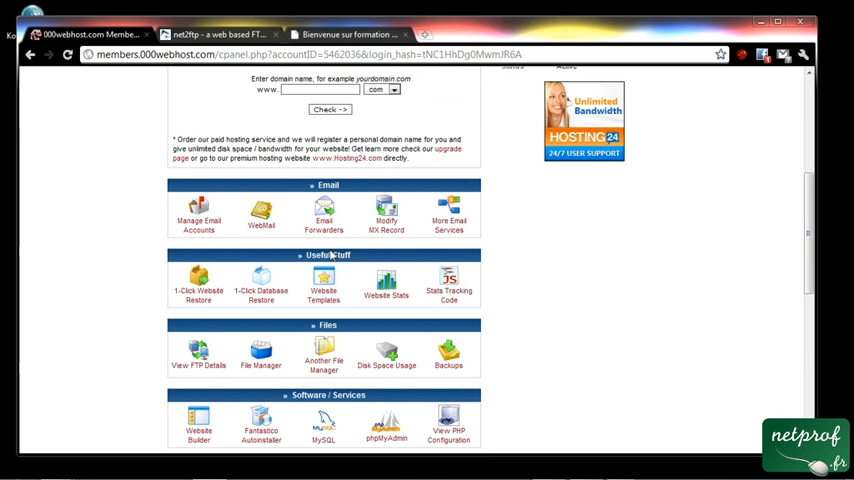 000webhost.com Membe...
net2ftp - a web based FT...
Bienvenue sur formation ...
members.000webhost.com/cpanel.php?accountID=5462036&login_hash=tNC1HhDg0MwmJR6A
Enter domain name, for example yourdomain.com
www.
.com
Check ->
* Order our paid hosting service and we will register a personal domain name for you and
give unlimited disk space / bandwidth for your website! Get learn more check our upgrade
page or go to our premium hosting website www.Hosting24.com directly.
Unlimited
Bandwidth
HOSTING 24
24/7 USER SUPPORT
» Email
Manage Email
Accounts
WebMail
Email
Forwarders
Modify
MX Record
More Email
Services
» Useful Stuff
1-Click Website
Restore
1-Click Database
Restore
Website
Templates
Website Stats
JS
Stats Tracking
Code
» Files
View FTP Details
File Manager
Another File
Manager
Disk Space Usage
Backups
» Software / Services
Website
Builder
Fantastico
Autoinstaller
MySQL
MySQL
phpMyAdmin
View PHP
Configuration
netprof
.fr